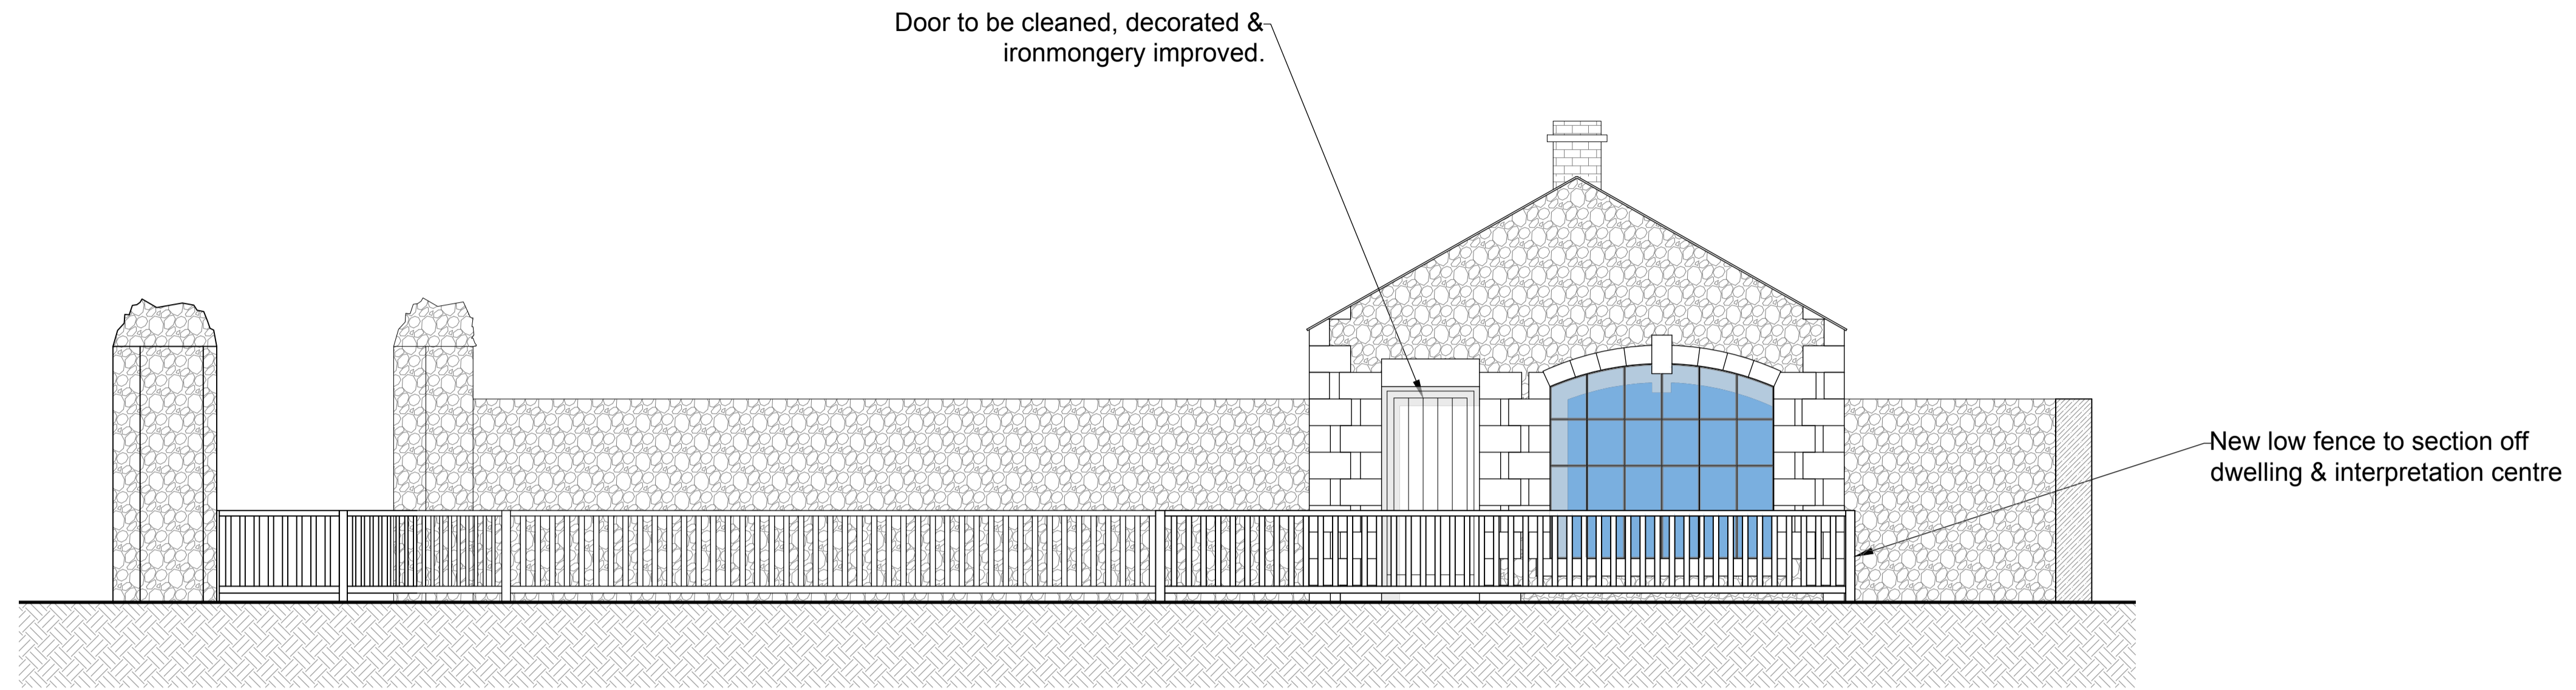 Door to be cleaned, decorated &
ironmongery improved.
New low fence to section off
dwelling & interpretation centre